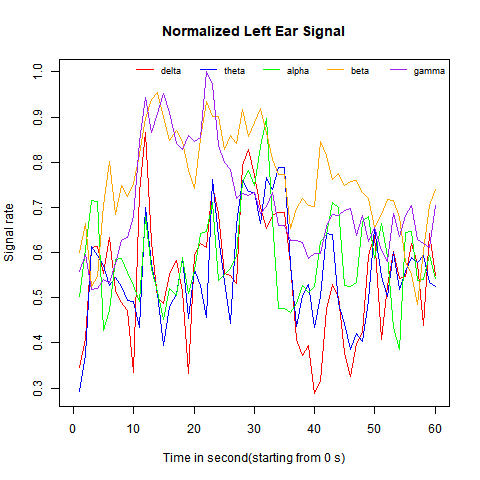 Normalized Left Ear Signal
delta theta alpha beta gamma
1.0
0.9
0.8
0.7
0.6
0.5
0.4
0.3
Signal rate
0 10 20 30 40 50 60
Time in second(starting from 0 s)